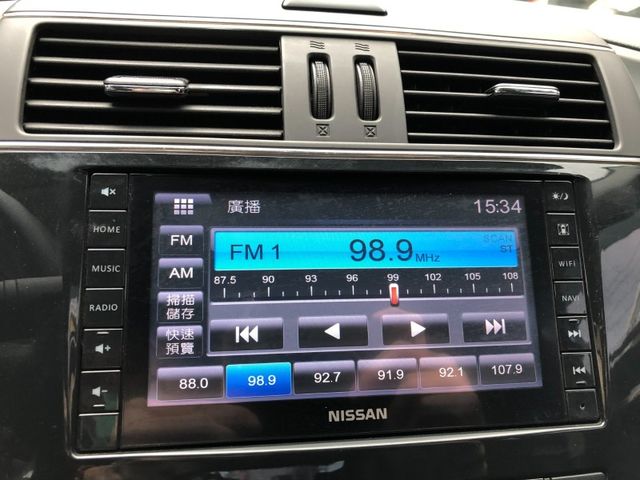 廣播
15:34
HOME
MUSIC
RADIO
WiFi
NAVI
FM
AM
掃描
儲存
快速
預覽
FM 1 98.9 MHz
SCAN
ST
87.5 90 93 96 99 102 105 108
88.0 98.9 92.7 91.9 92.1 107.9
NISSAN